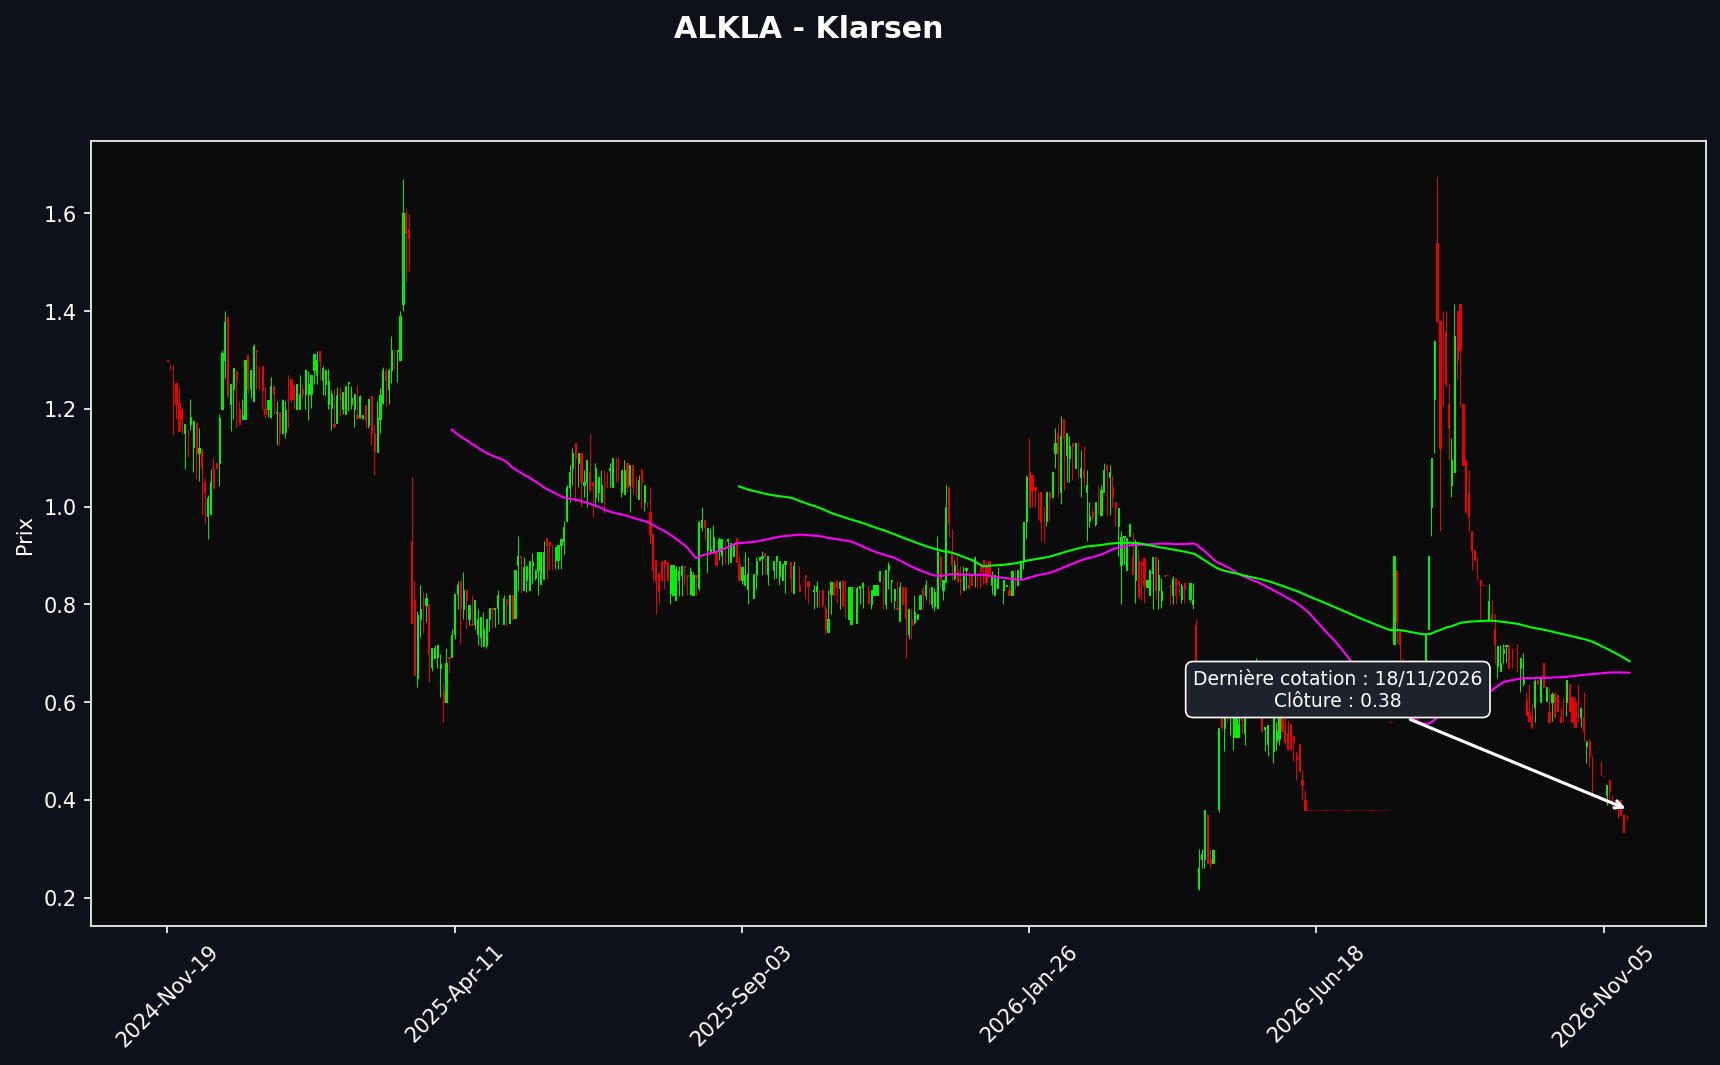 ALKLA - Klarsen
Prix
1.6
1.4
1.2
1.0
0.8
0.6
0.4
0.2
Dernière cotation : 18/11/2026
Clôture : 0.38
2024-Nov-19
2025-Apr-11
2025-Sep-03
2026-Jan-26
2026-Jun-18
2026-Nov-05